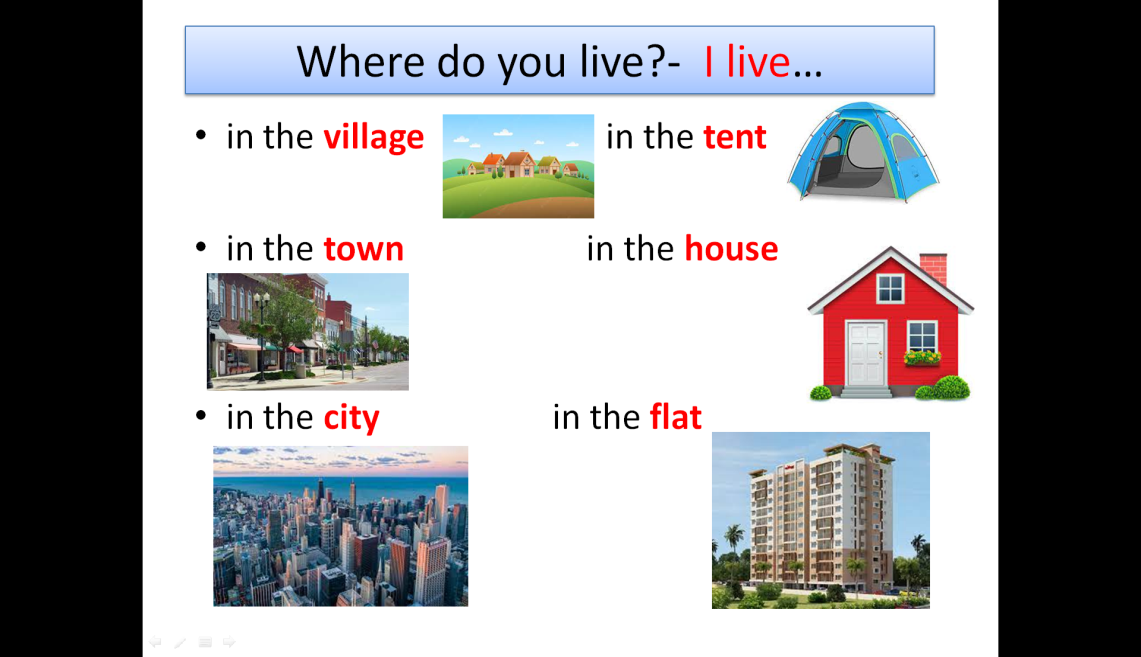 Where do you live?- I live…
• in the village in the tent
• in the town in the house
• in the city in the flat